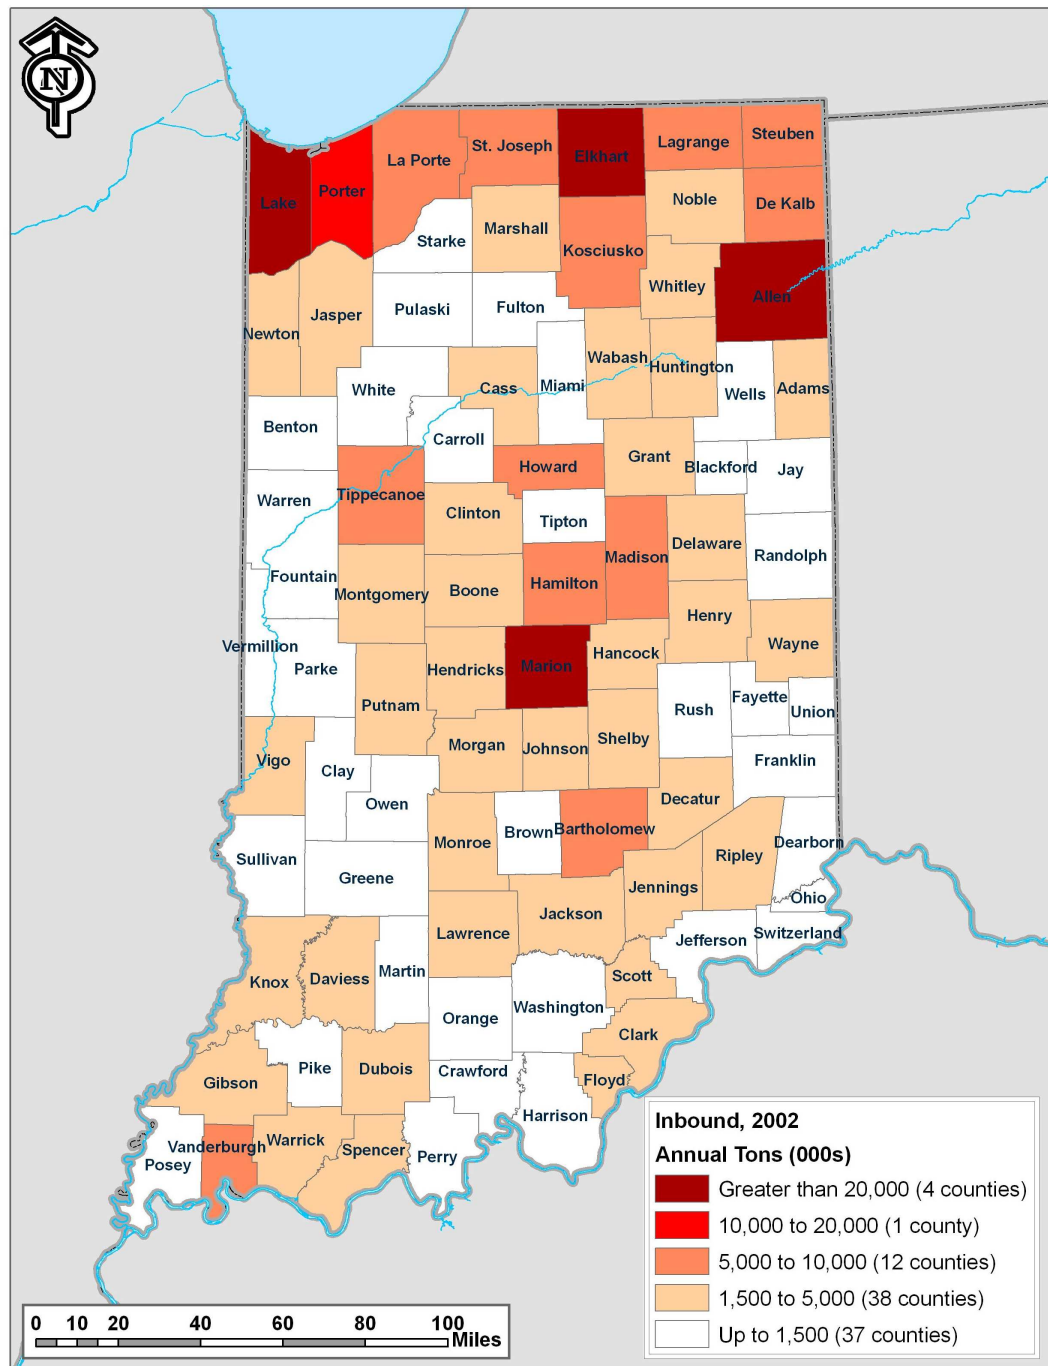 N
La Porte
St. Joseph
Elkhart
Lagrange
Steuben
Lake
Porter
Noble
De Kalb
Starke
Marshall
Kosciusko
Whitley
Allen
Newton
Jasper
Pulaski
Fulton
White
Cass
Miami
Wabash
Huntington
Wells
Adams
Benton
Carroll
Grant
Blackford
Jay
Warren
Tippecanoe
Howard
Clinton
Tipton
Madison
Delaware
Randolph
Fountain
Montgomery
Boone
Hamilton
Henry
Wayne
Vermillion
Parke
Hendricks
Marion
Hancock
Putnam
Rush
Fayette
Union
Vigo
Clay
Morgan
Johnson
Shelby
Franklin
Owen
Decatur
Sullivan
Monroe
Brown
Bartholomew
Ripley
Dearborn
Greene
Jennings
Ohio
Lawrence
Jackson
Jefferson
Switzerland
Knox
Daviess
Martin
Scott
Orange
Washington
Clark
Gibson
Pike
Dubois
Crawford
Floyd
Harrison
Posey
Vanderburgh
Warrick
Spencer
Perry
Inbound, 2002
Annual Tons (000s)
Greater than 20,000 (4 counties)
10,000 to 20,000 (1 county)
5,000 to 10,000 (12 counties)
1,500 to 5,000 (38 counties)
Up to 1,500 (37 counties)
0 10 20 40 60 80 100
Miles